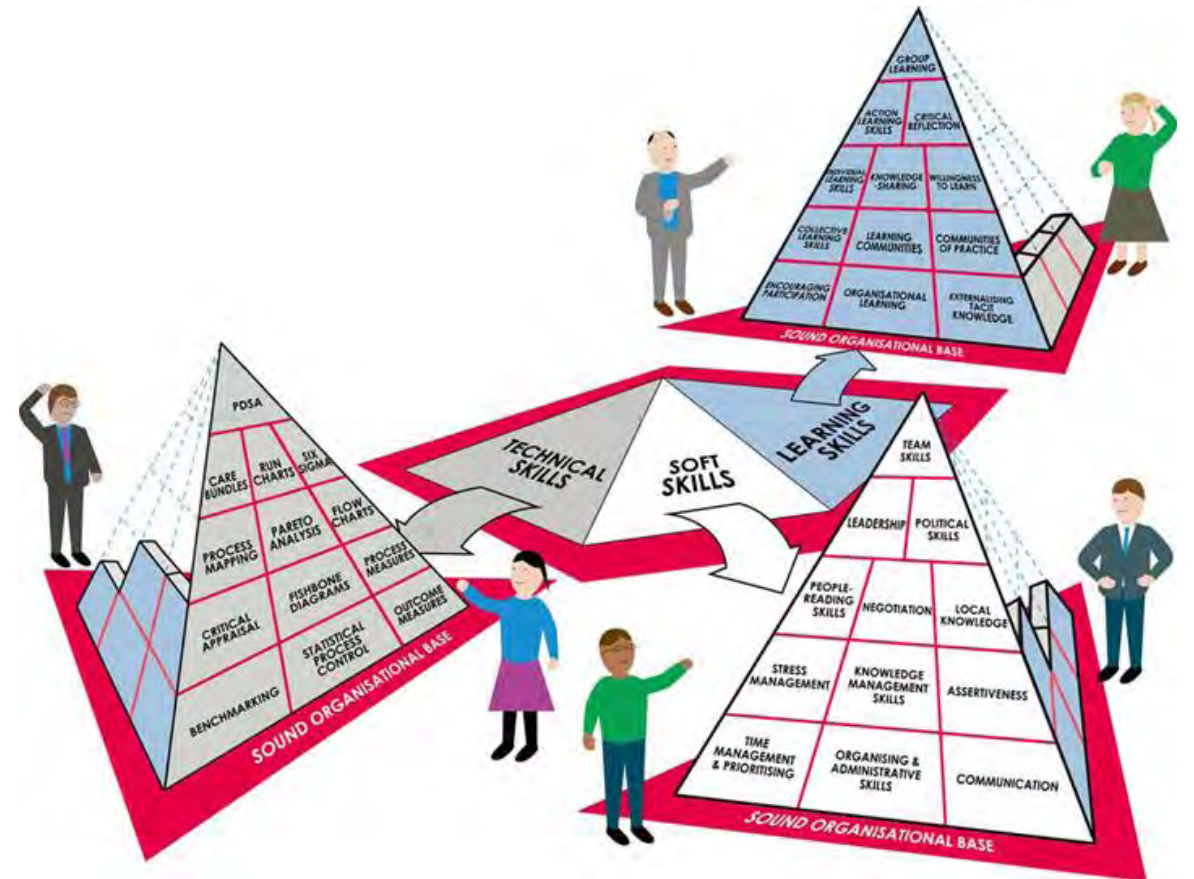 GROUP
LEARNING
ACTION
LEARNING
SKILLS
CRITICAL
REFLECTION
INDIVIDUAL
LEARNING
SKILLS
KNOWLEDGE
-SHARING
WILLINGNESS
TO LEARN
COLLECTIVE
LEARNING
SKILLS
LEARNING
COMMUNITIES
COMMUNITIES
OF PRACTICE
ENCOURAGING
PARTICIPATION
ORGANISATIONAL
LEARNING
EXTERNALISING
TACIT
KNOWLEDGE
SOUND ORGANISATIONAL BASE
TECHNICAL
SKILLS
SOFT
SKILLS
LEARNING
SKILLS
PDSA
CARE
BUNDLES
RUN
CHARTS
SIX
SIGMA
PROCESS
MAPPING
PARETO
ANALYSIS
FLOW
CHARTS
CRITICAL
APPRAISAL
FISHBONE
DIAGRAMS
PROCESS
MEASURES
BENCHMARKING
STATISTICAL
PROCESS
CONTROL
OUTCOME
MEASURES
SOUND ORGANISATIONAL BASE
TEAM
SKILLS
LEADERSHIP
POLITICAL
SKILLS
PEOPLE-
READING
SKILLS
NEGOTIATION
LOCAL
KNOWLEDGE
STRESS
MANAGEMENT
KNOWLEDGE
MANAGEMENT
SKILLS
ASSERTIVENESS
TIME
MANAGEMENT
& PRIORITISING
ORGANISING &
ADMINISTRATIVE
SKILLS
COMMUNICATION
SOUND ORGANISATIONAL BASE